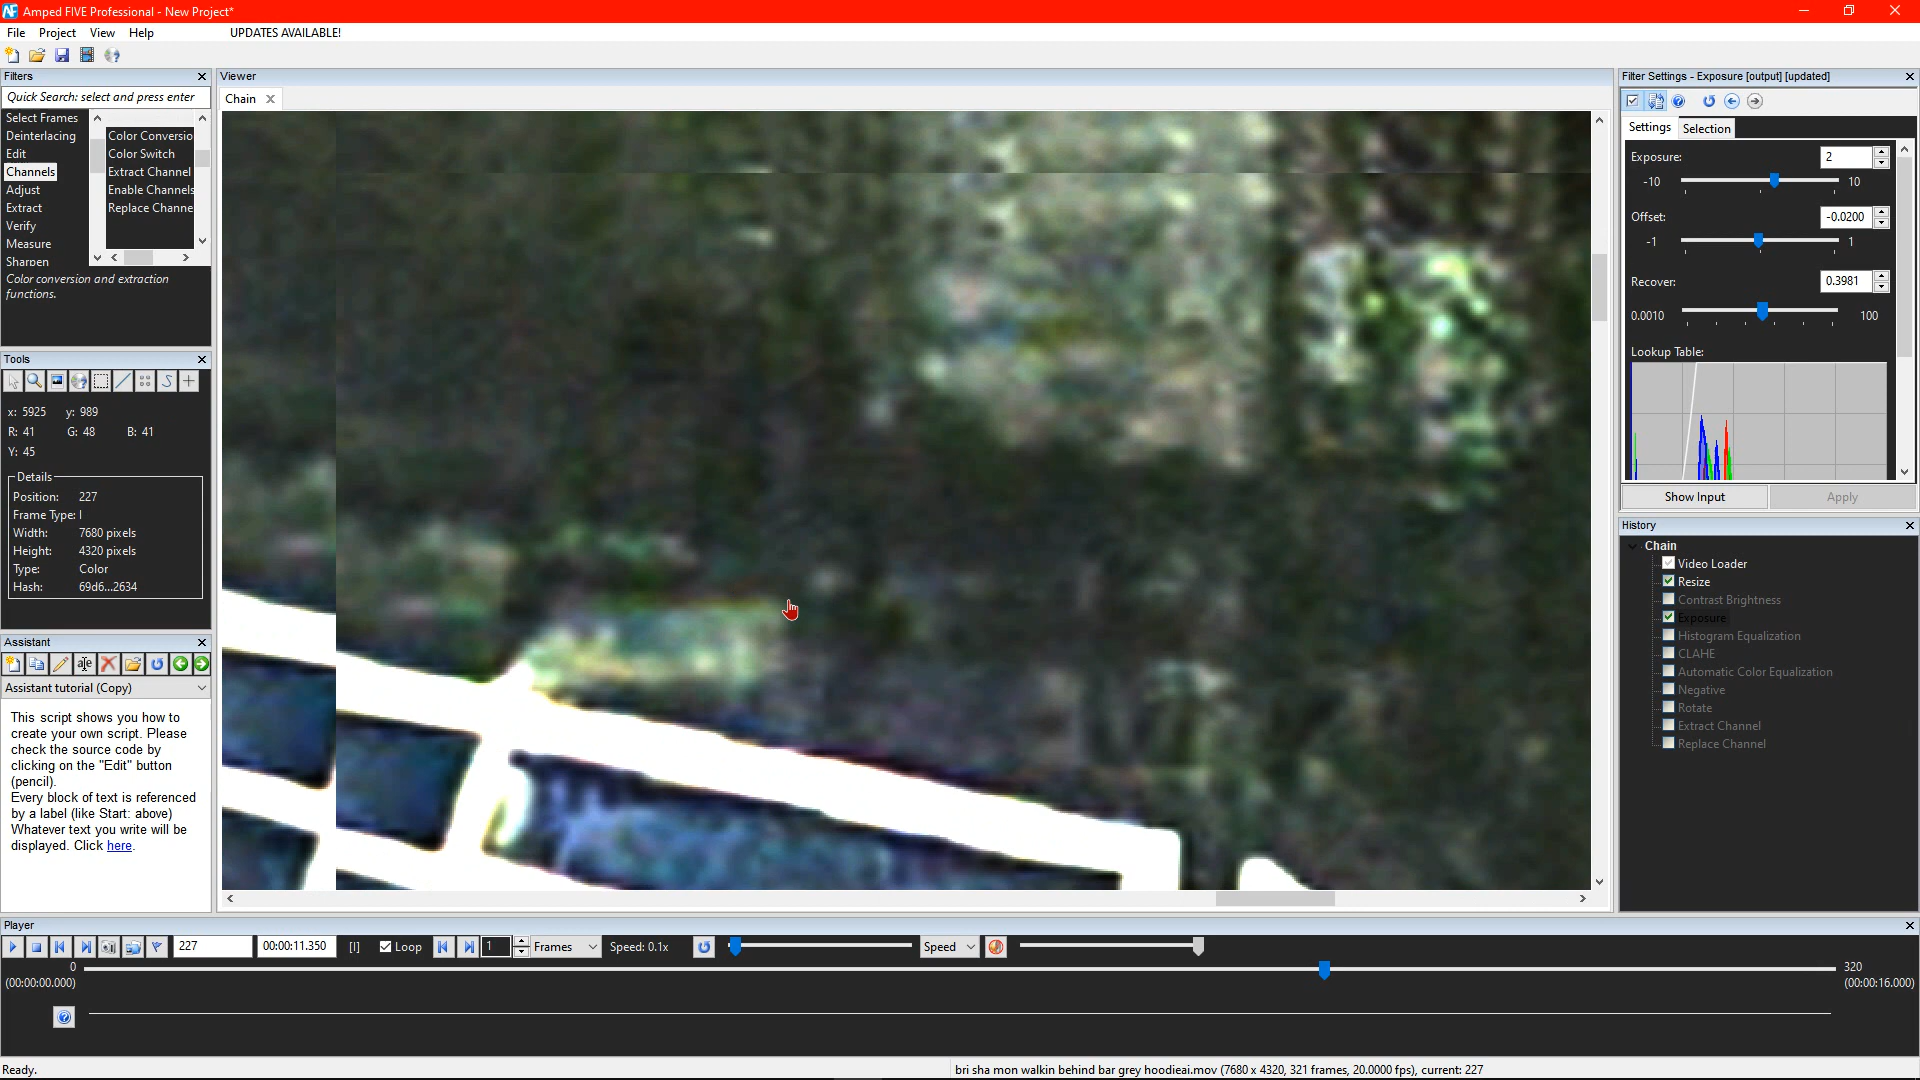 Amped FIVE Professional - New Project*
File Project View Help UPDATES AVAILABLE!
Filters
Quick Search: select and press enter
Select Frames
Deinterlacing
Edit
Channels
Adjust
Extract
Verify
Measure
Sharpen
Color Conversio
Color Switch
Extract Channel
Enable Channels
Replace Channe
Color conversion and extraction
functions.
Tools
x: 5925 y: 989
R: 41 G: 48 B: 41
Y: 45
Details
Position: 227
Frame Type: I
Width: 7680 pixels
Height: 4320 pixels
Type: Color
Hash: 69d6...2634
Assistant
Assistant tutorial (Copy)
This script shows you how to
create your own script. Please
check the source code by
clicking on the "Edit" button
(pencil).
Every block of text is referenced
by a label (like Start: above)
Whatever text you write will be
displayed. Click here.
Viewer
Chain
Filter Settings - Exposure [output] [updated]
Settings Selection
Exposure: 2
-10 10
Offset: -0.0200
-1 1
Recover: 0.3981
0.0010 100
Lookup Table:
Show Input Apply
History
Chain
Video Loader
Resize
Contrast Brightness
Exposure
Histogram Equalization
CLAHE
Automatic Color Equalization
Negative
Rotate
Extract Channel
Replace Channel
Player
227 00:00:11.350 [I] Loop 1 Frames Speed: 0.1x Speed
0 320
(00:00:00.000) (00:00:16.000)
Ready. bri sha mon walkin behind bar grey hoodieai.mov (7680 x 4320, 321 frames, 20.0000 fps), current: 227